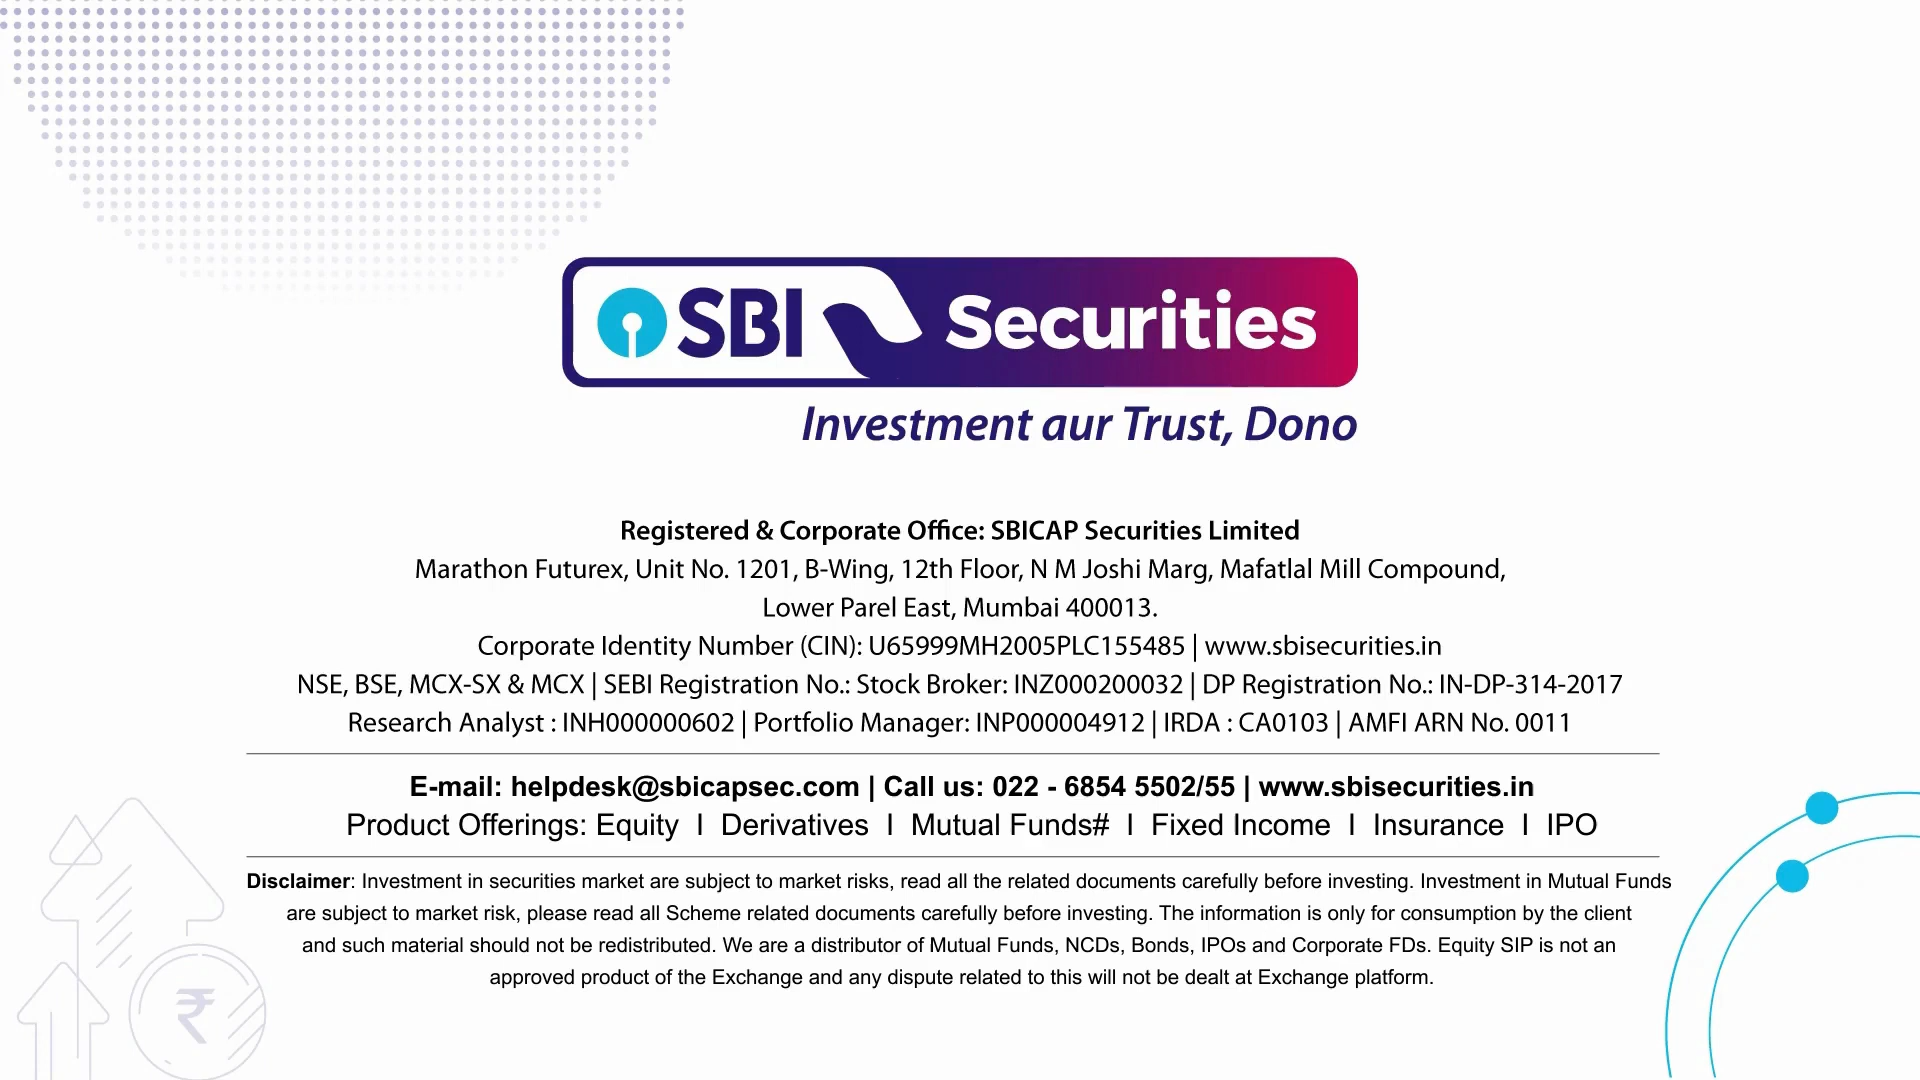 SBI Securities
Investment aur Trust, Dono
Registered & Corporate Office: SBICAP Securities Limited
Marathon Futurex, Unit No. 1201, B-Wing, 12th Floor, N M Joshi Marg, Mafatlal Mill Compound,
Lower Parel East, Mumbai 400013.
Corporate Identity Number (CIN): U65999MH2005PLC155485 | www.sbisecurities.in
NSE, BSE, MCX-SX & MCX | SEBI Registration No.: Stock Broker: INZ000200032 | DP Registration No.: IN-DP-314-2017
Research Analyst : INH000000602 | Portfolio Manager: INP000004912 | IRDA : CA0103 | AMFI ARN No. 0011
E-mail: helpdesk@sbicapsec.com | Call us: 022 - 6854 5502/55 | www.sbisecurities.in
Product Offerings: Equity I Derivatives I Mutual Funds# I Fixed Income I Insurance I IPO
Disclaimer: Investment in securities market are subject to market risks, read all the related documents carefully before investing. Investment in Mutual Funds
are subject to market risk, please read all Scheme related documents carefully before investing. The information is only for consumption by the client
and such material should not be redistributed. We are a distributor of Mutual Funds, NCDs, Bonds, IPOs and Corporate FDs. Equity SIP is not an
approved product of the Exchange and any dispute related to this will not be dealt at Exchange platform.
₹